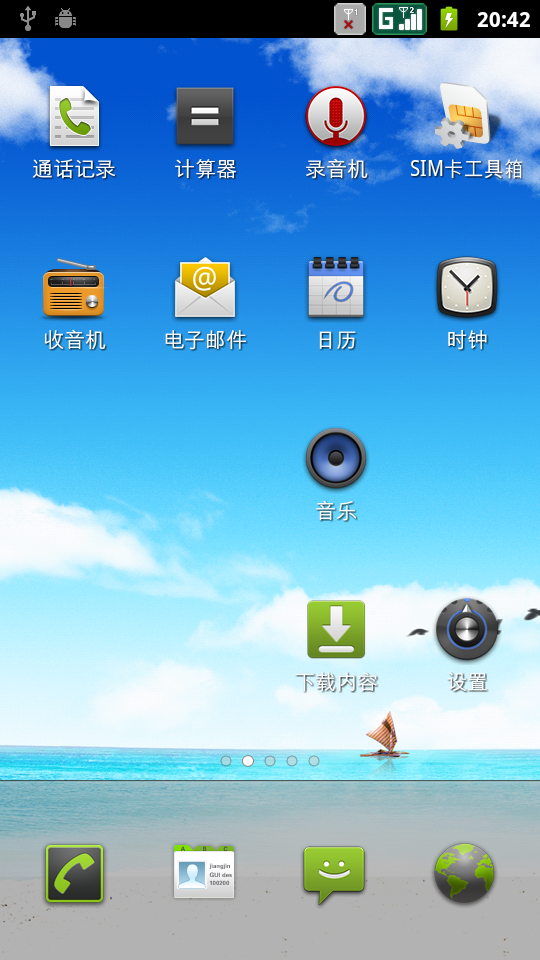 1
G 2
20:42
通话记录
计算器
录音机
SIM卡工具箱
收音机
@
电子邮件
日历
时钟
音乐
下载内容
设置
A B C
jiangjin
GUI des
100200